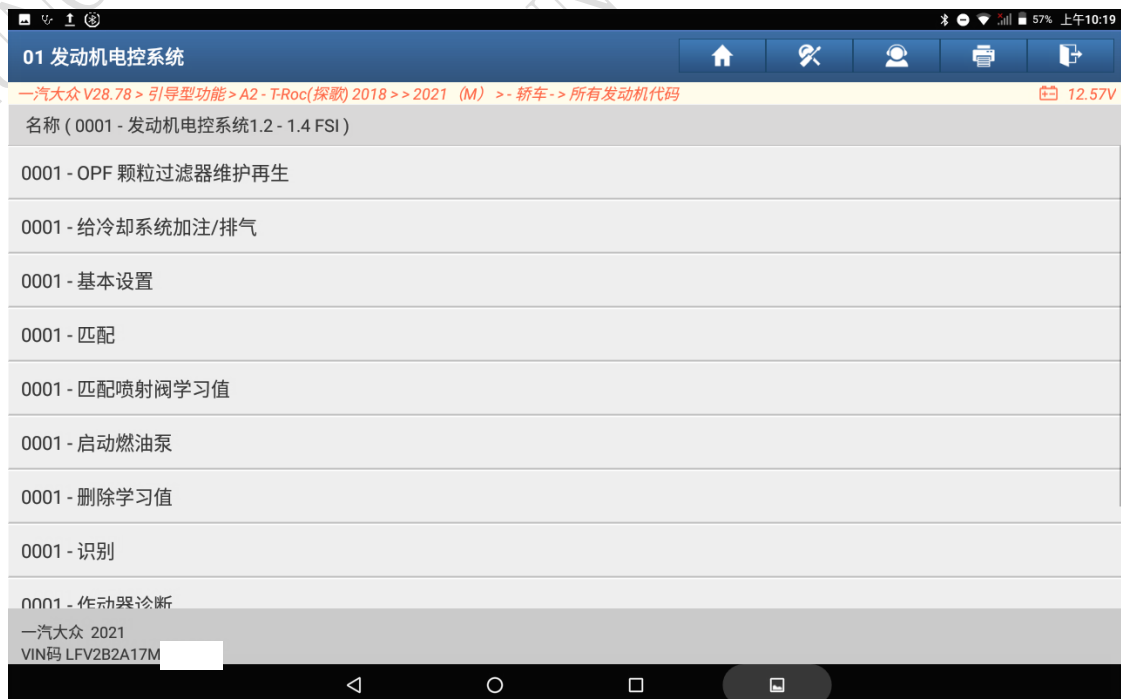 57% 上午10:19
01 发动机电控系统
一汽大众 V28.78 > 引导型功能 > A2 - T-Roc(探歌) 2018 > > 2021 （M） > - 轿车 - > 所有发动机代码 12.57V
名称 ( 0001 - 发动机电控系统1.2 - 1.4 FSI )
0001 - OPF 颗粒过滤器维护再生
0001 - 给冷却系统加注/排气
0001 - 基本设置
0001 - 匹配
0001 - 匹配喷射阀学习值
0001 - 启动燃油泵
0001 - 删除学习值
0001 - 识别
0001 - 作动器诊断
一汽大众 2021
VIN码 LFV2B2A17M